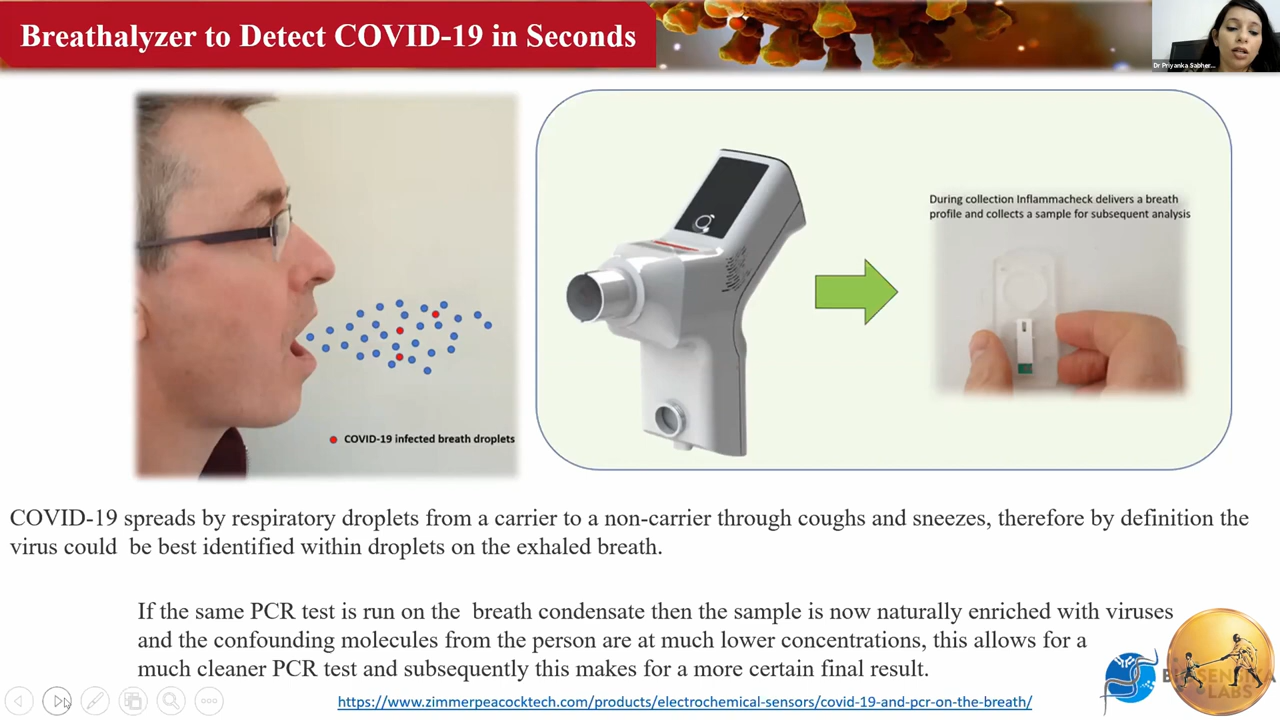 Breathalyzer to Detect COVID-19 in Seconds
Dr Priyanka Sabher...
During collection Inflammacheck delivers a breath
profile and collects a sample for subsequent analysis
COVID-19 infected breath droplets
COVID-19 spreads by respiratory droplets from a carrier to a non-carrier through coughs and sneezes, therefore by definition the
virus could be best identified within droplets on the exhaled breath.
If the same PCR test is run on the breath condensate then the sample is now naturally enriched with viruses
and the confounding molecules from the person are at much lower concentrations, this allows for a
much cleaner PCR test and subsequently this makes for a more certain final result.
https://www.zimmerpeacocktech.com/products/electrochemical-sensors/covid-19-and-pcr-on-the-breath/
LABS